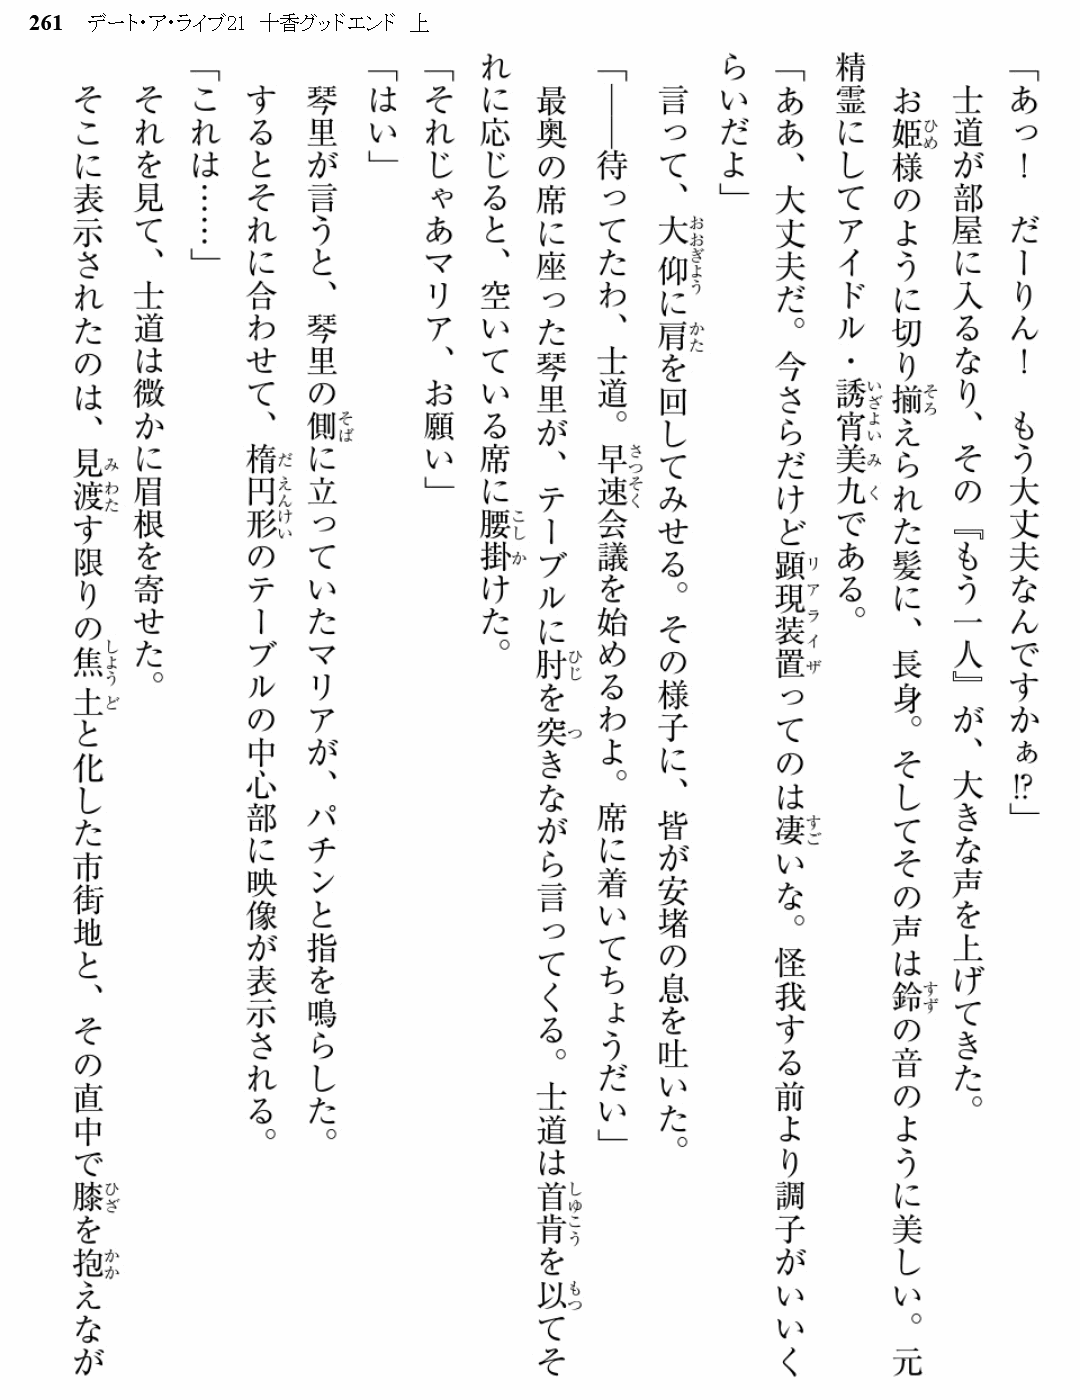 261 デート・ア・ライブ21 十香グッドエンド 上
「あっ！ だーりん！ もう大丈夫なんですかぁ!?」
士道が部屋に入るなり、その『もう一人』が、大きな声を上げてきた。
お姫様のように切り揃えられた髪に、長身。そしてその声は鈴の音のように美しい。元
精霊にしてアイドル・誘宵美九である。
「ああ、大丈夫だ。今さらだけど顕現装置ってのは凄いな。怪我する前より調子がいいく
らいだよ」
言って、大仰に肩を回してみせる。その様子に、皆が安堵の息を吐いた。
「――待ってたわ、士道。早速会議を始めるわよ。席に着いてちょうだい」
最奥の席に座った琴里が、テーブルに肘を突きながら言ってくる。士道は首肯を以てそ
れに応じると、空いている席に腰掛けた。
「それじゃあマリア、お願い」
「はい」
琴里が言うと、琴里の側に立っていたマリアが、パチンと指を鳴らした。
するとそれに合わせて、楕円形のテーブルの中心部に映像が表示される。
「これは……」
それを見て、士道は微かに眉根を寄せた。
そこに表示されたのは、見渡す限りの焦土と化した市街地と、その直中で膝を抱えなが